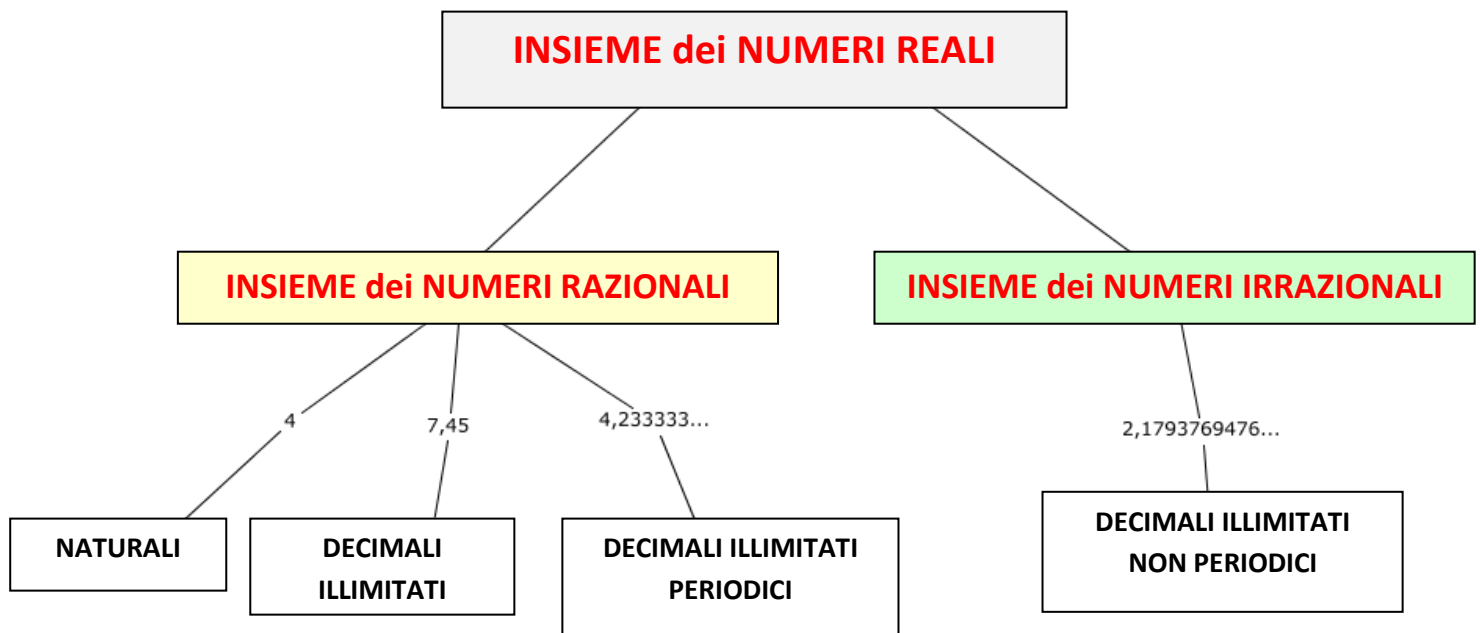 INSIEME dei NUMERI REALI
INSIEME dei NUMERI RAZIONALI
INSIEME dei NUMERI IRRAZIONALI
4
7,45
4,233333...
2,1793769476...
NATURALI
DECIMALI
ILLIMITATI
DECIMALI ILLIMITATI
PERIODICI
DECIMALI ILLIMITATI
NON PERIODICI